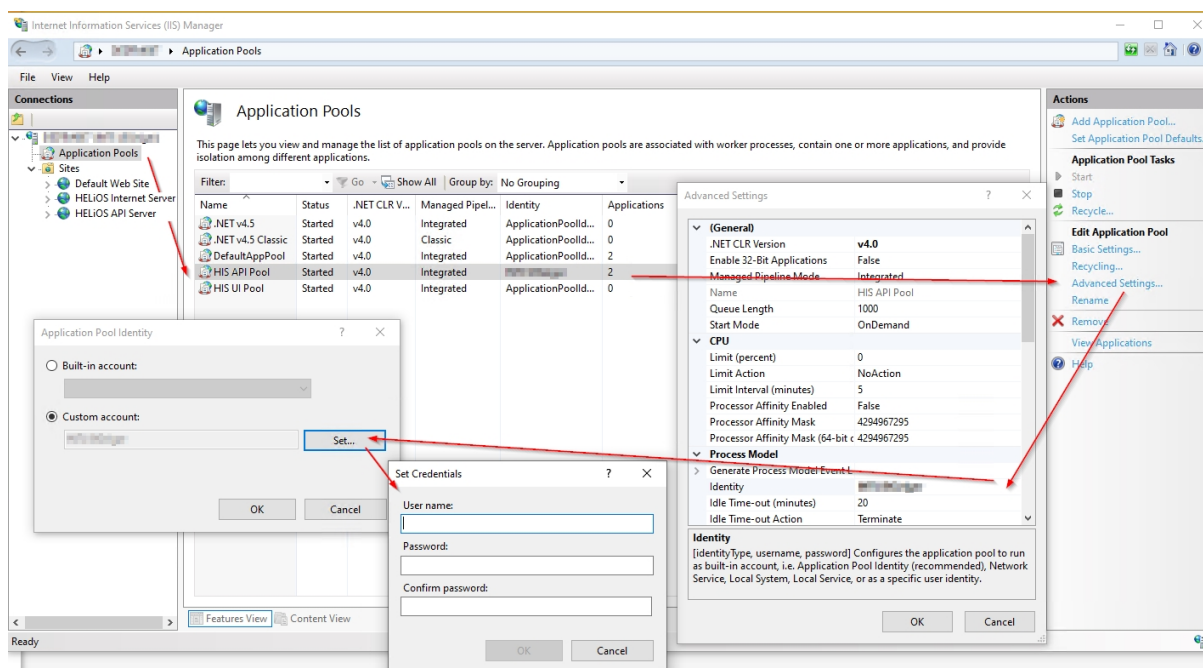 Internet Information Services (IIS) Manager
Application Pools
File View Help
Connections
Application Pools
Sites
Default Web Site
HELiOS Internet Server
HELiOS API Server
Application Pools
This page lets you view and manage the list of application pools on the server. Application pools are associated with worker processes, contain one or more applications, and provide
isolation among different applications.
Filter: Go Show All Group by: No Grouping
Name Status .NET CLR V... Managed Pipel... Identity Applications
.NET v4.5 Started v4.0 Integrated ApplicationPoolId... 0
.NET v4.5 Classic Started v4.0 Classic ApplicationPoolId... 0
DefaultAppPool Started v4.0 Integrated ApplicationPoolId... 2
HIS API Pool Started v4.0 Integrated 2
HIS UI Pool Started v4.0 Integrated ApplicationPoolId... 0
Features View Content View
Ready
Application Pool Identity ?
Built-in account:
Custom account:
Set...
OK Cancel
Set Credentials ?
User name:
Password:
Confirm password:
OK Cancel
Advanced Settings ?
(General)
.NET CLR Version v4.0
Enable 32-Bit Applications False
Managed Pipeline Mode Integrated
Name HIS API Pool
Queue Length 1000
Start Mode OnDemand
CPU
Limit (percent) 0
Limit Action NoAction
Limit Interval (minutes) 5
Processor Affinity Enabled False
Processor Affinity Mask 4294967295
Processor Affinity Mask (64-bit c 4294967295
Process Model
Generate Process Model Event L
Identity
Idle Time-out (minutes) 20
Idle Time-out Action Terminate
Identity
[identityType, username, password] Configures the application pool to run
as built-in account, i.e. Application Pool Identity (recommended), Network
Service, Local System, Local Service, or as a specific user identity.
OK Cancel
Actions
Add Application Pool...
Set Application Pool Defaults
Application Pool Tasks
Start
Stop
Recycle...
Edit Application Pool
Basic Settings...
Recycling...
Advanced Settings...
Rename
Remove
View Applications
Help